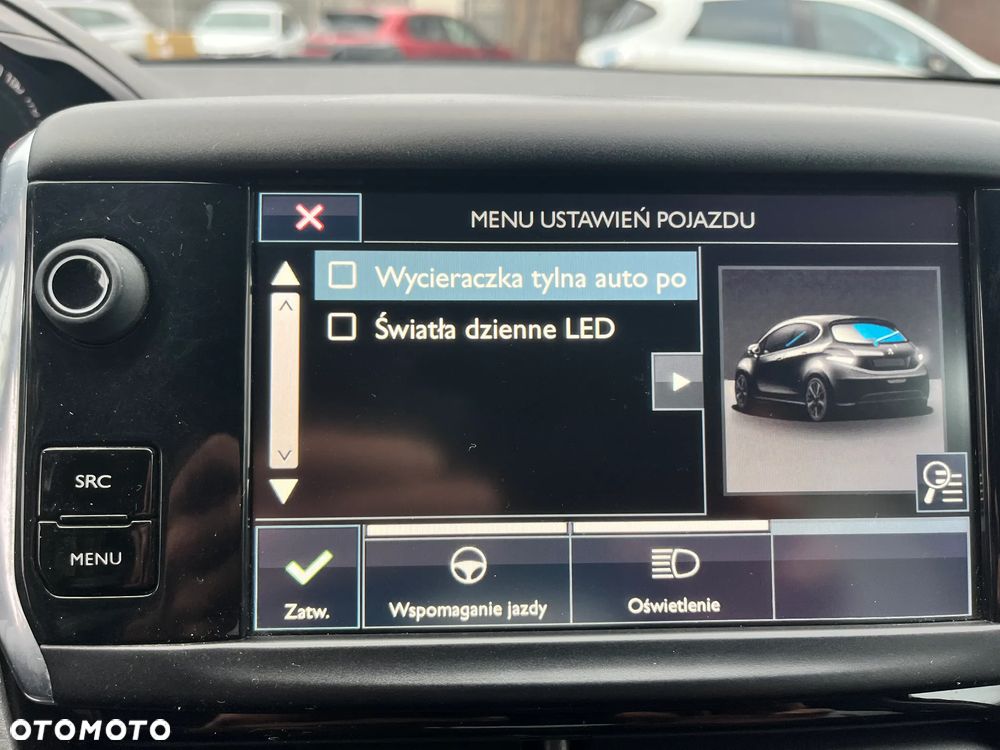 MENU USTAWIEŃ POJAZDU
Wycieraczka tylna auto po
Światła dzienne LED
SRC
MENU
Zatw.
Wspomaganie jazdy
Oświetlenie
OTOMOTO